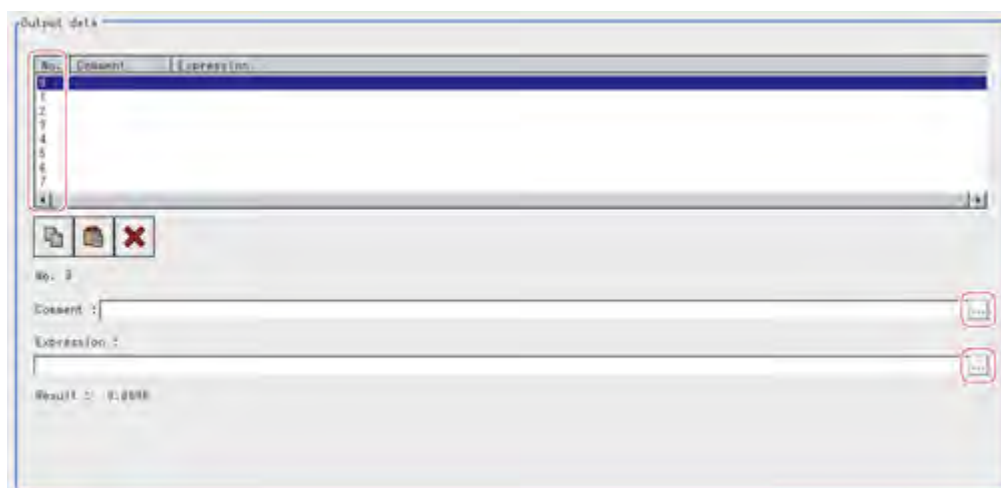 Output data
No. Comment Expression
0
1
2
3
4
5
6
7
No. 0
Comment :
...
Expression :
...
Result : 0.0000